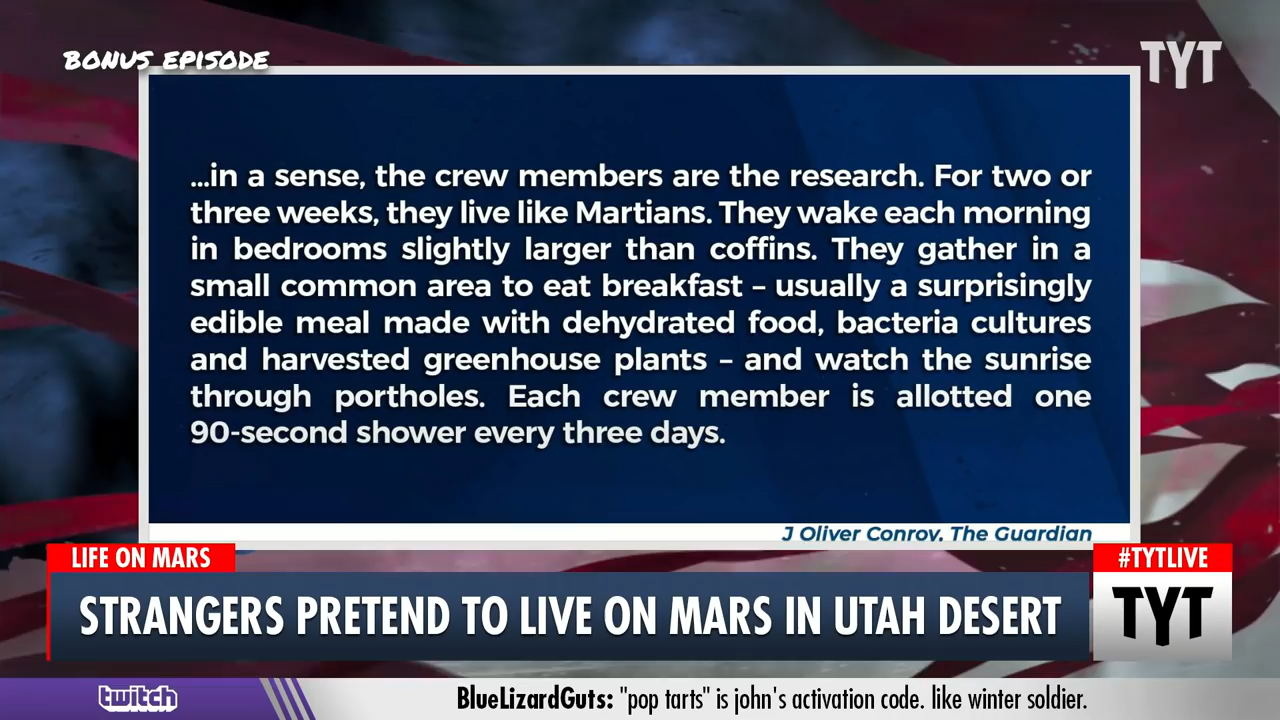 BONUS EPISODE
TYT
...in a sense, the crew members are the research. For two or
three weeks, they live like Martians. They wake each morning
in bedrooms slightly larger than coffins. They gather in a
small common area to eat breakfast – usually a surprisingly
edible meal made with dehydrated food, bacteria cultures
and harvested greenhouse plants – and watch the sunrise
through portholes. Each crew member is allotted one
90-second shower every three days.
J Oliver Conroy, The Guardian
LIFE ON MARS
#TYTLIVE
STRANGERS PRETEND TO LIVE ON MARS IN UTAH DESERT
TYT
twitch
BlueLizardGuts: "pop tarts" is john's activation code. like winter soldier.